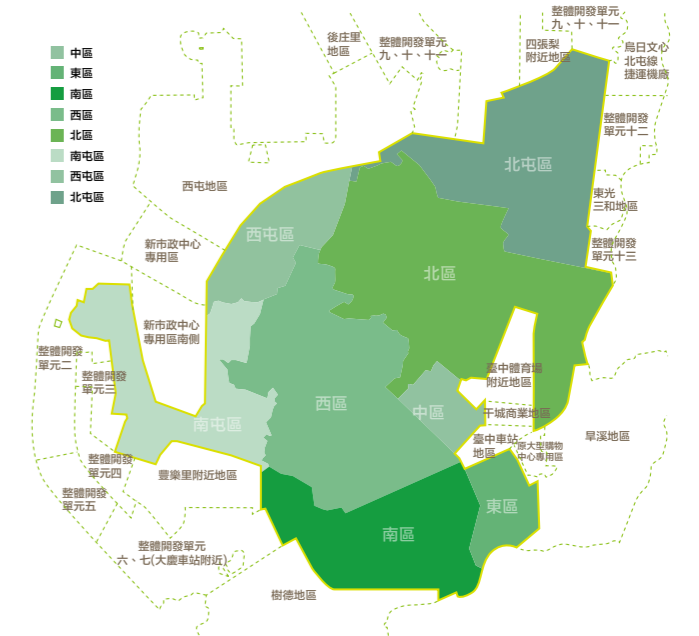 整體開發單元
九、十、十一
後庄里
地區
整體開發單元
九、十、十一
四張犁
附近地區
烏日文心
北屯線
捷運機廠
中區
東區
南區
西區
北區
南屯區
西屯區
北屯區
整體開發
單元十二
北屯區
西屯地區
東光
三和地區
西屯區
新市政中心
專用區
整體開發
單元十三
北區
新市政中心
專用區南側
整體開發
單元二
整體開發
單元三
臺中體育場
附近地區
西區
中區
干城商業地區
南屯區
臺中車站
地區
原大型購物
中心專用區
旱溪地區
整體開發
單元四
豐樂里附近地區
整體開發
單元五
東區
南區
整體開發單元
六、七(大慶車站附近)
樹德地區